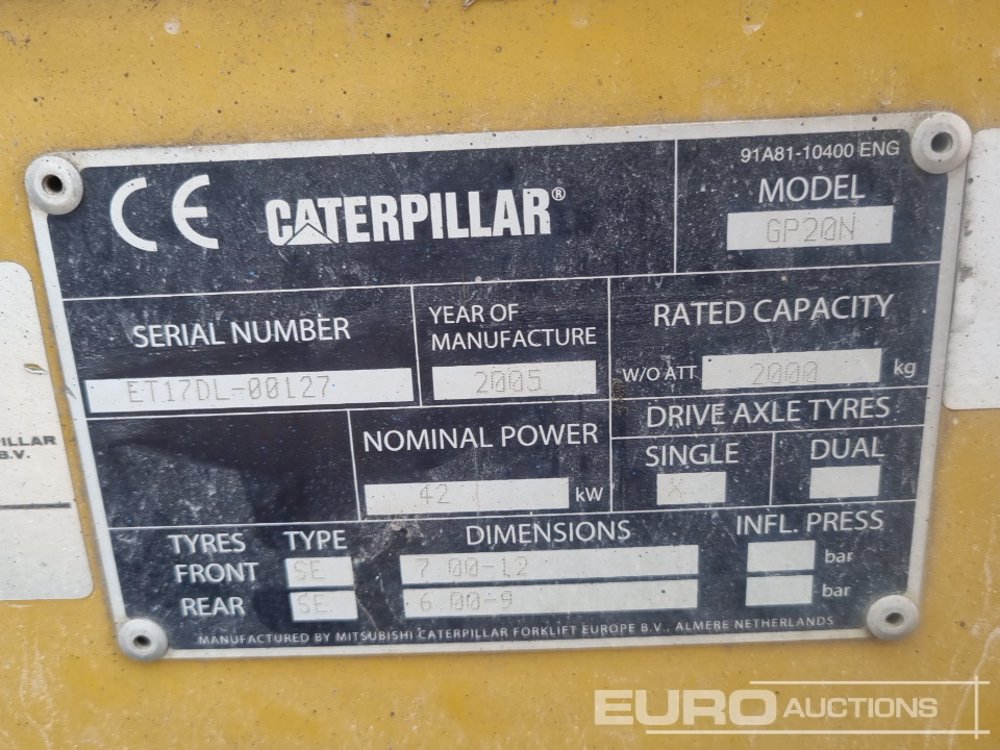 91A81-10400 ENG
CE CATERPILLAR®
MODEL
GP20N
SERIAL NUMBER
ET17DL-00127
YEAR OF
MANUFACTURE
2005
RATED CAPACITY
W/O ATT 2000 kg
NOMINAL POWER
42 kW
DRIVE AXLE TYRES
SINGLE DUAL
X
TYRES TYPE DIMENSIONS INFL. PRESS
FRONT SE 7.00-12 bar
REAR SE 6.00-9 bar
MANUFACTURED BY MITSUBISHI CATERPILLAR FORKLIFT EUROPE B.V., ALMERE NETHERLANDS
PILLAR
B.V.
EURO AUCTIONS